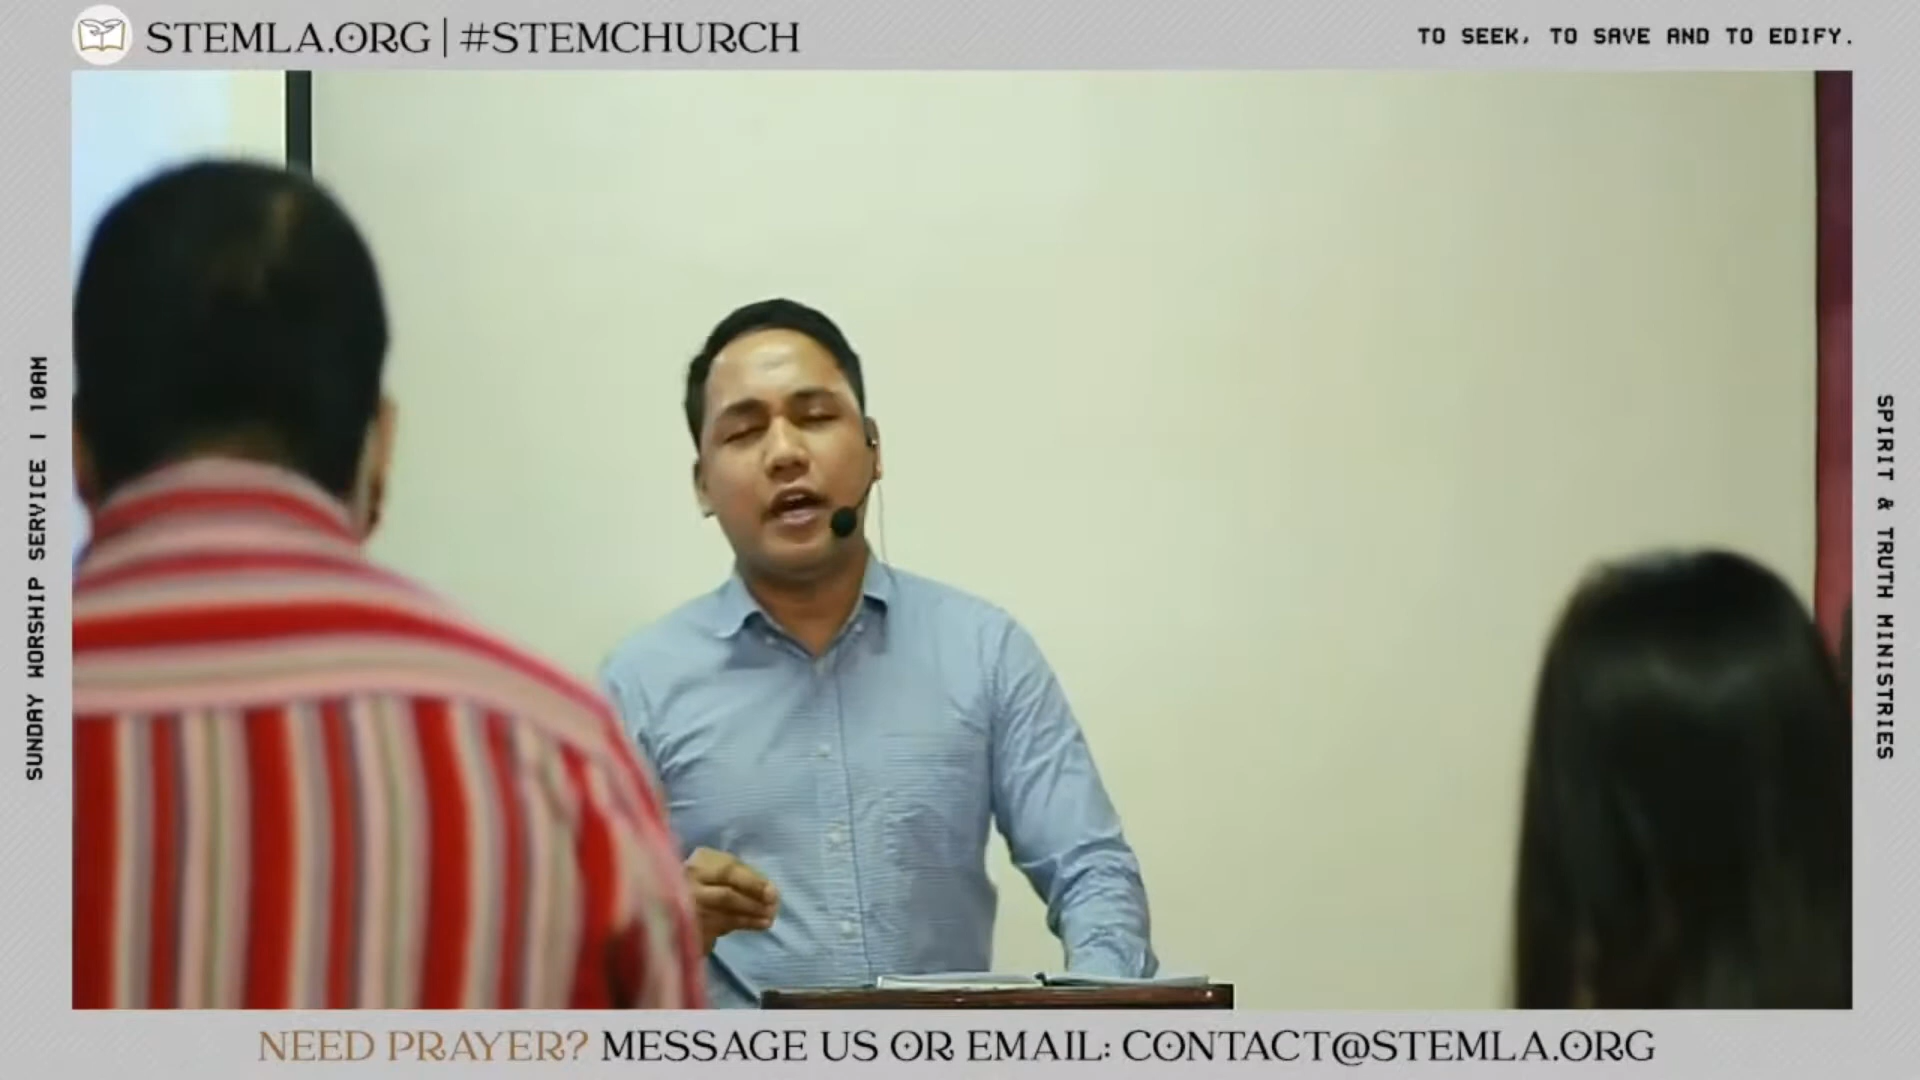 STEMLA.ORG | #STEMCHURCH
TO SEEK, TO SAVE AND TO EDIFY.
SUNDAY WORSHIP SERVICE | 10AM
SPIRIT & TRUTH MINISTRIES
NEED PRAYER? MESSAGE US OR EMAIL: CONTACT@STEMLA.ORG